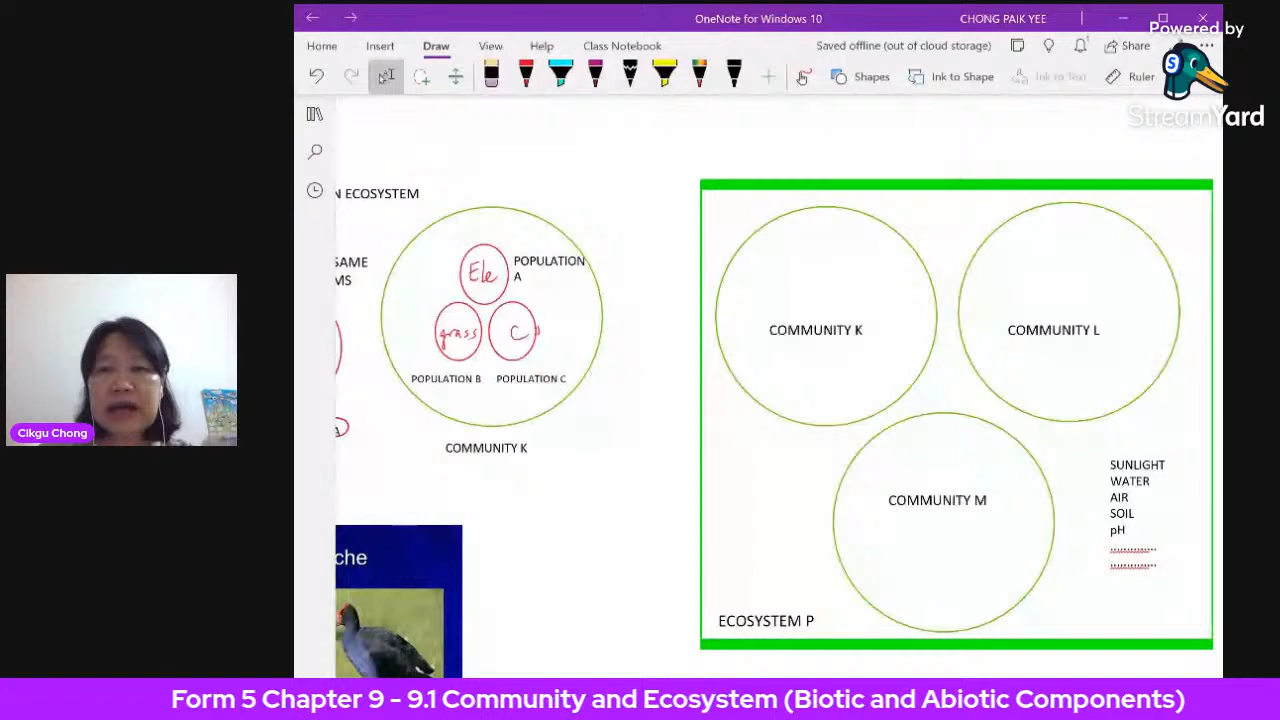 OneNote for Windows 10
CHONG PAIK YEE
Powered by
StreamYard
Home Insert Draw View Help Class Notebook
Saved offline (out of cloud storage)
Share
Shapes
Ink to Shape
Ink to Text
Ruler
N ECOSYSTEM
SAME
MS
Ele
POPULATION
A
grass
C
POPULATION B
POPULATION C
COMMUNITY K
che
COMMUNITY K
COMMUNITY L
COMMUNITY M
SUNLIGHT
WATER
AIR
SOIL
pH
................
................
ECOSYSTEM P
Cikgu Chong
Form 5 Chapter 9 - 9.1 Community and Ecosystem (Biotic and Abiotic Components)